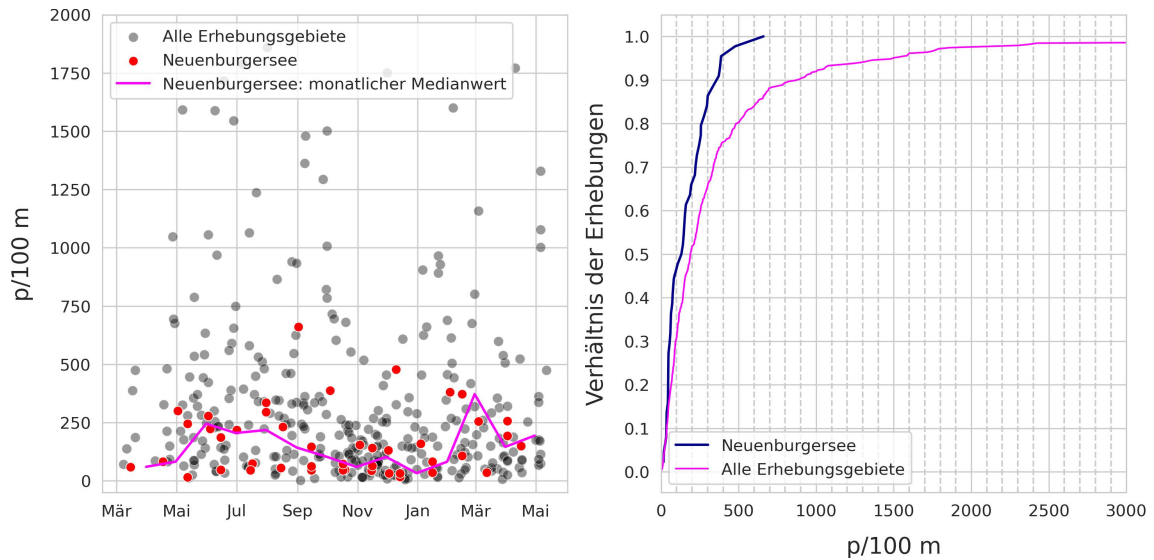 2000
1750
1500
1250
1000
750
500
250
0
p/100 m
Alle Erhebungsgebiete
Neuenburgersee
Neuenburgersee: monatlicher Medianwert
Mär
Mai
Jul
Sep
Nov
Jan
Mär
Mai
1.0
0.9
0.8
0.7
0.6
0.5
0.4
0.3
0.2
0.1
0.0
Verhältnis der Erhebungen
Neuenburgersee
Alle Erhebungsgebiete
0
500
1000
1500
2000
2500
3000
p/100 m